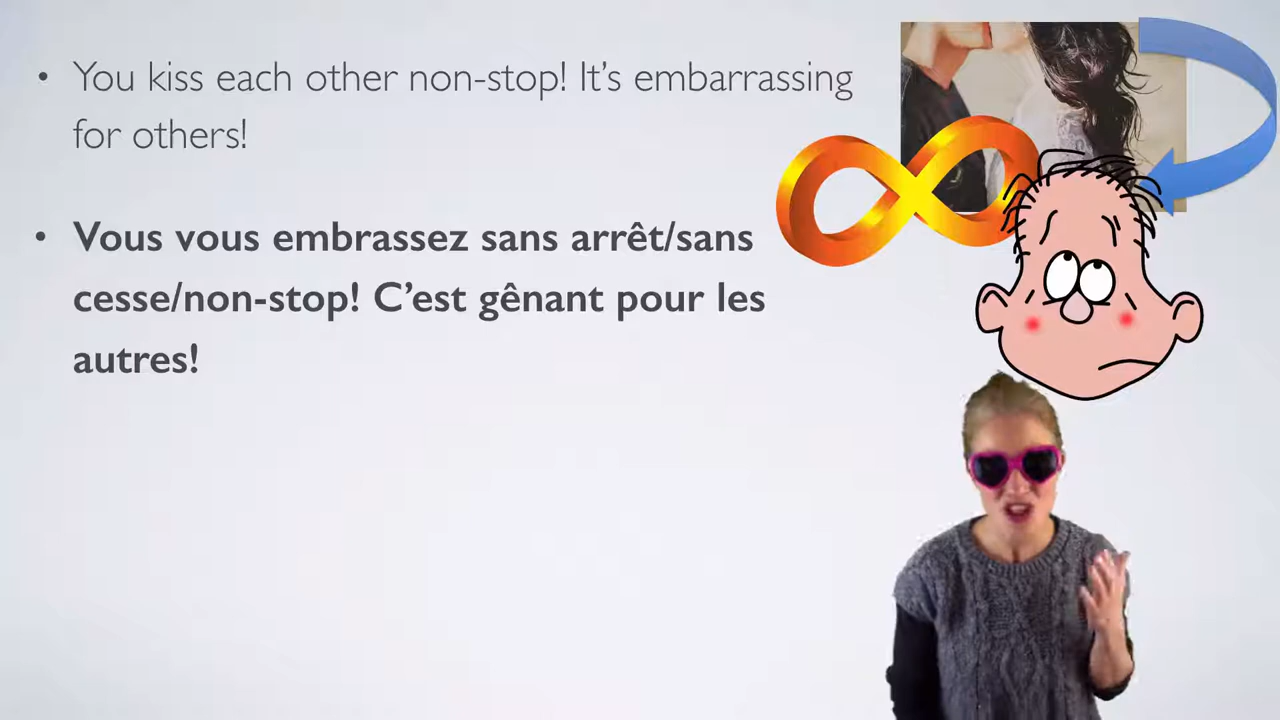 • You kiss each other non-stop! It’s embarrassing
for others!
• Vous vous embrassez sans arrêt/sans
cesse/non-stop! C’est gênant pour les
autres!